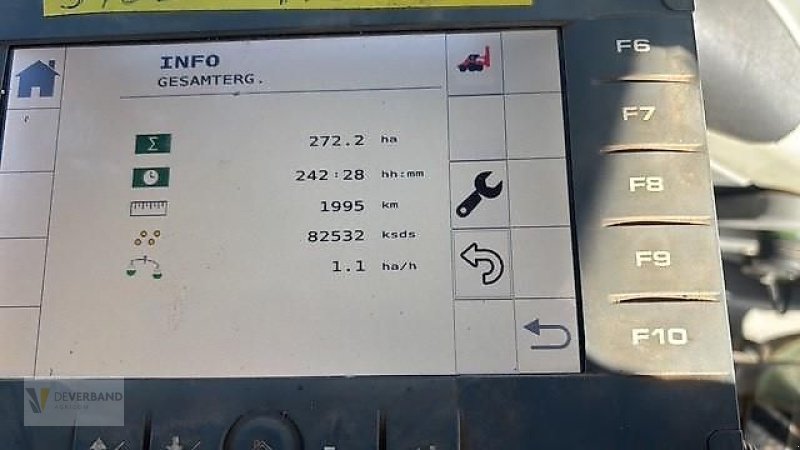 INFO
GESAMTERG.
Σ 272.2 ha
242:28 hh:mm
1995 km
82532 ksds
1.1 ha/h
F6
F7
F8
F9
F10
DEVERBAND
AGRICOM